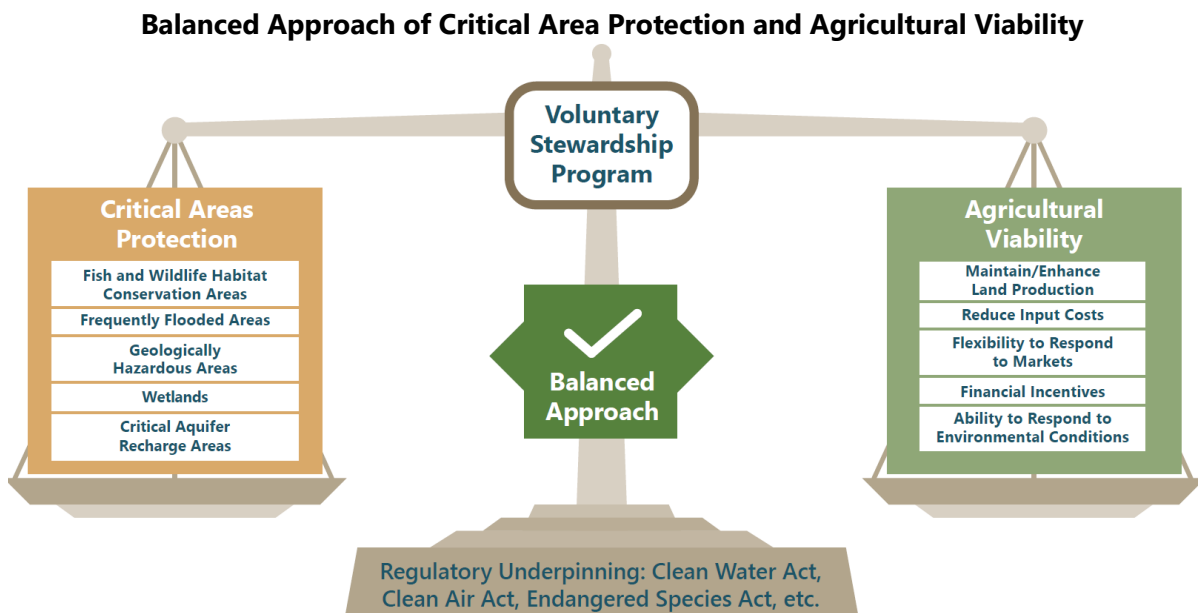 Balanced Approach of Critical Area Protection and Agricultural Viability
Voluntary
Stewardship
Program
Critical Areas
Protection
Fish and Wildlife Habitat
Conservation Areas
Frequently Flooded Areas
Geologically
Hazardous Areas
Wetlands
Critical Aquifer
Recharge Areas
Balanced
Approach
Agricultural
Viability
Maintain/Enhance
Land Production
Reduce Input Costs
Flexibility to Respond
to Markets
Financial Incentives
Ability to Respond to
Environmental Conditions
Regulatory Underpinning: Clean Water Act,
Clean Air Act, Endangered Species Act, etc.